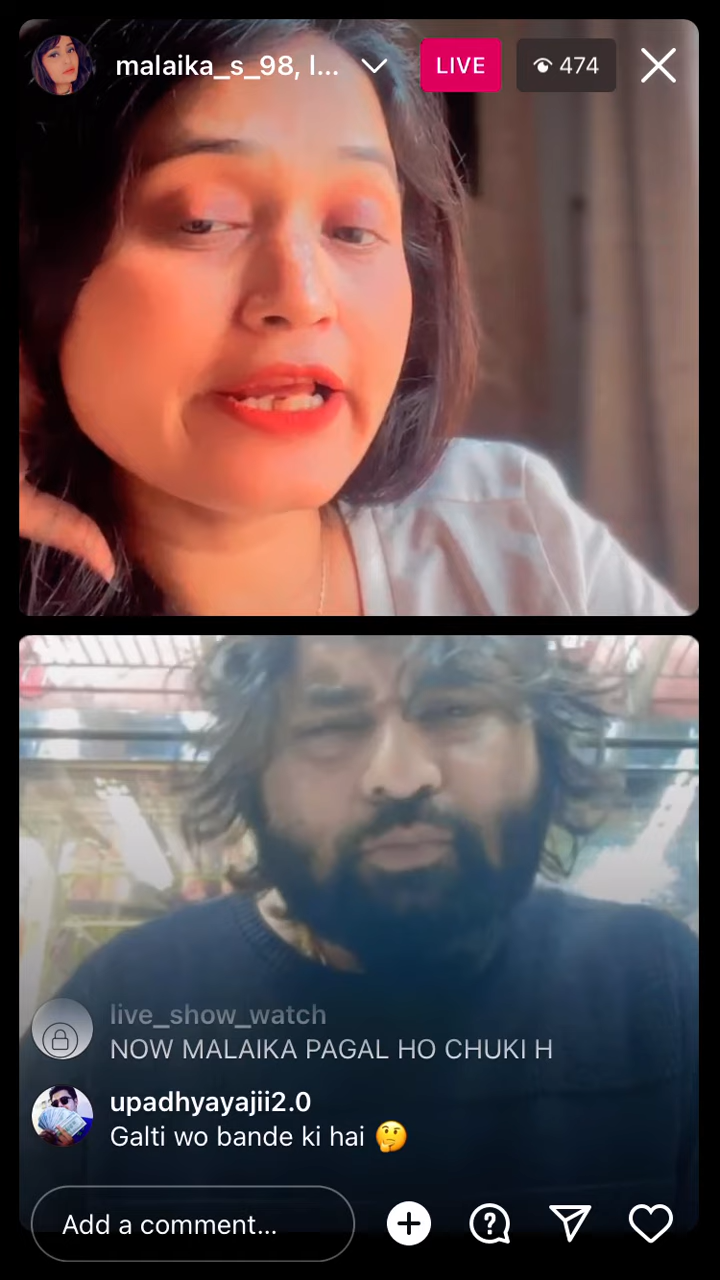 malaika_s_98, l...
LIVE
474
live_show_watch
NOW MALAIKA PAGAL HO CHUKI H
upadhyayajii2.0
Galti wo bande ki hai 🤔
Add a comment...